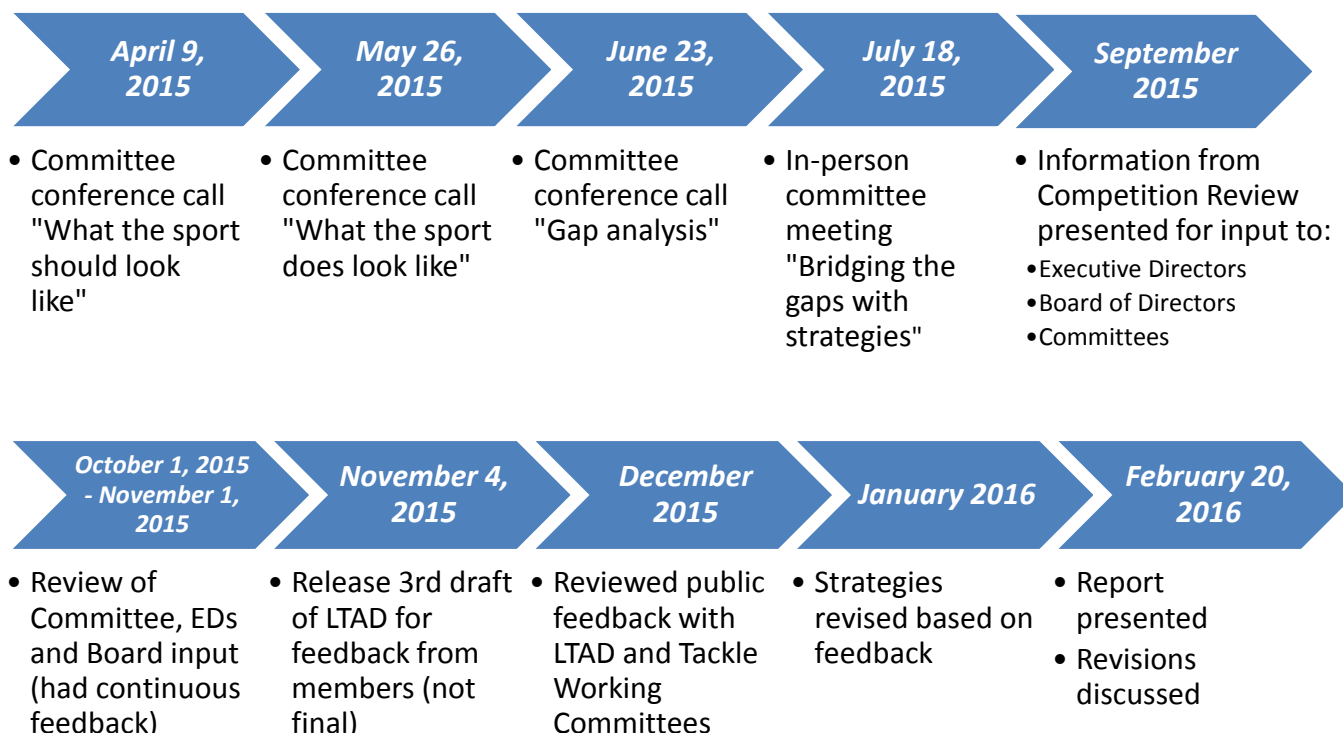 April 9,
2015
May 26,
2015
June 23,
2015
July 18,
2015
September
2015
• Committee
conference call
"What the sport
should look
like"
• Committee
conference call
"What the sport
does look like"
• Committee
conference call
"Gap analysis"
• In-person
committee
meeting
"Bridging the
gaps with
strategies"
• Information from
Competition Review
presented for input to:
•Executive Directors
•Board of Directors
•Committees
October 1, 2015
- November 1,
2015
November 4,
2015
December
2015
January 2016
February 20,
2016
• Review of
Committee, EDs
and Board input
(had continuous
feedback)
• Release 3rd draft
of LTAD for
feedback from
members (not
final)
• Reviewed public
feedback with
LTAD and Tackle
Working
Committees
• Strategies
revised based on
feedback
• Report
presented
• Revisions
discussed